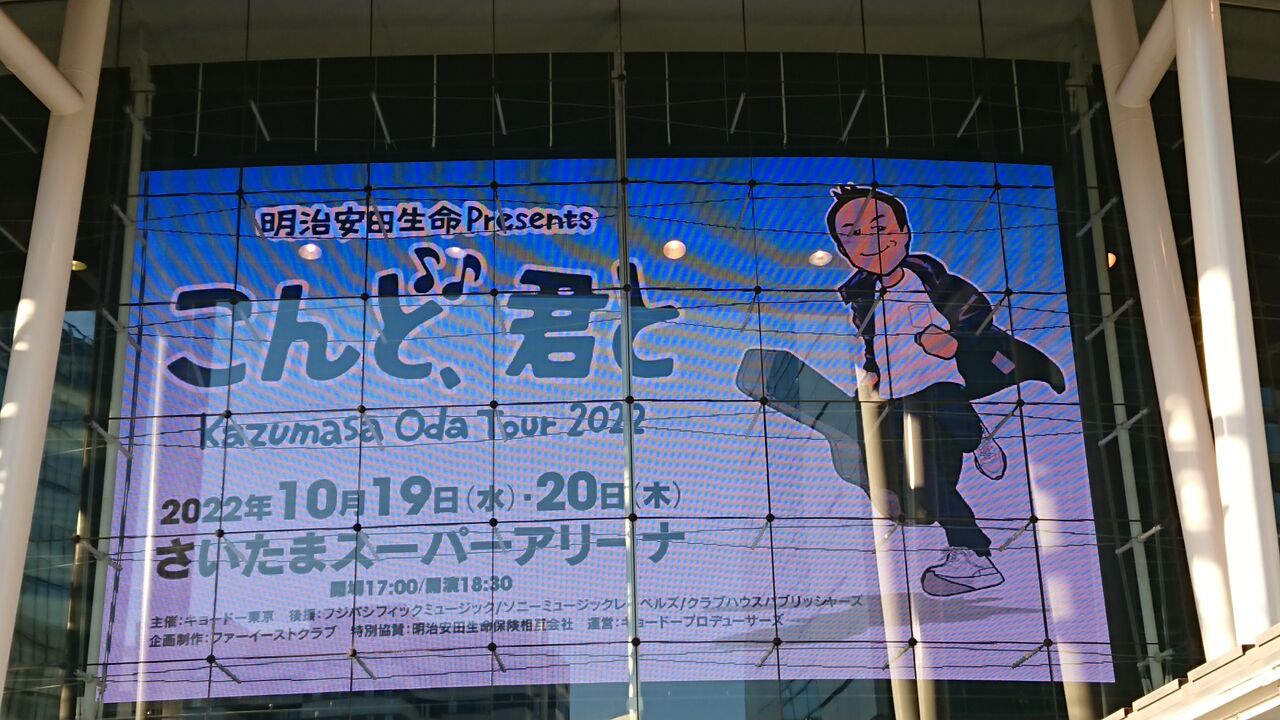 明治安田生命Presents
こんど、君と
Kazumasa Oda Tour 2022
2022年10月19日(水)・20日(木)
さいたまスーパーアリーナ
開場17:00/開演18:30
主催:キョードー東京 後援:フジパシフィックミュージック/ソニーミュージックレーベルズ/クラブハウスパブリッシャーズ
企画制作:ファーイーストクラブ 特別協賛:明治安田生命保険相互会社 運営:キョードープロデューサーズ